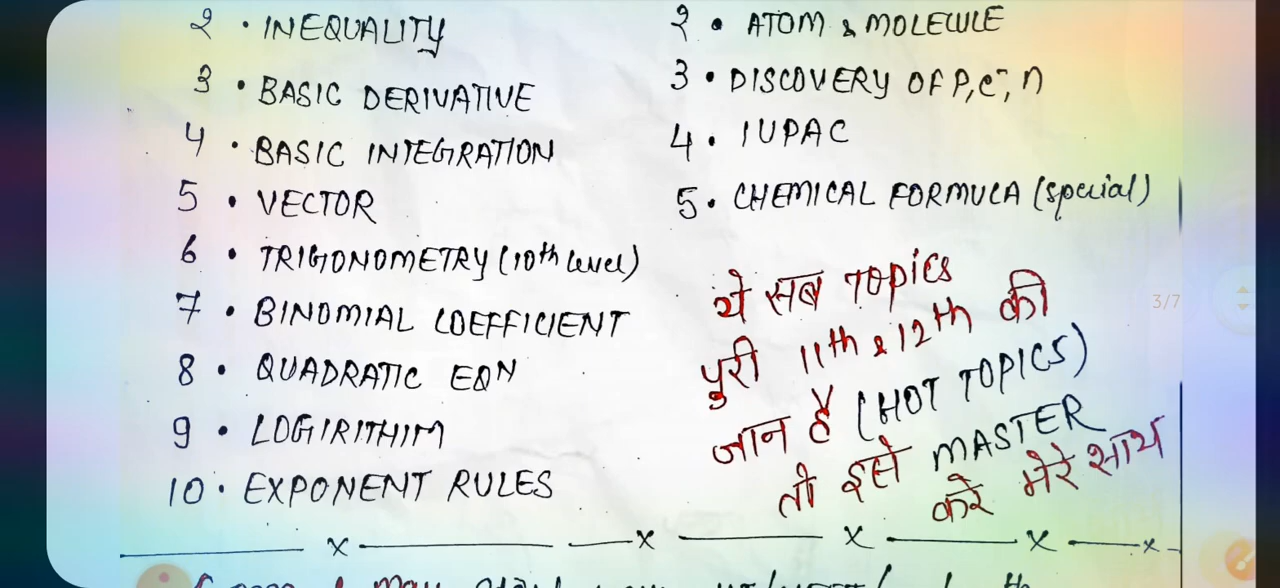 2 • INEQUALITY
3 • BASIC DERIVATIVE
4 • BASIC INTEGRATION
5 • VECTOR
6 • TRIGONOMETRY (10th level)
7 • BINOMIAL COEFFICIENT
8 • QUADRATIC EQN
9 • LOGIRITHIM
10 • EXPONENT RULES
2 • ATOM & MOLECULE
3 • DISCOVERY OF P, e⁻, n
4 • IUPAC
5 • CHEMICAL FORMULA (special)
ये सब TOPICS
पुरी 11th & 12th की
जान हैं (HOT TOPICS)
तो इसे MASTER
करे मेरे साथ
3/7